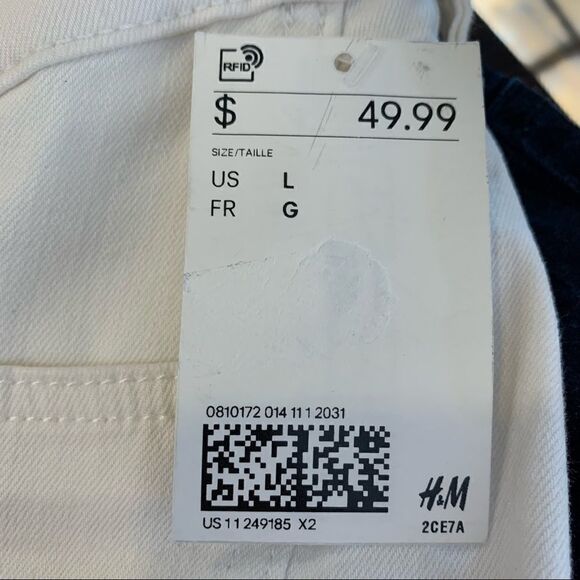 RFID
$ 49.99
SIZE/TAILLE
US L
FR G
0810172 014 11 1 2031
US 11 249185 X2
H&M
2CE7A